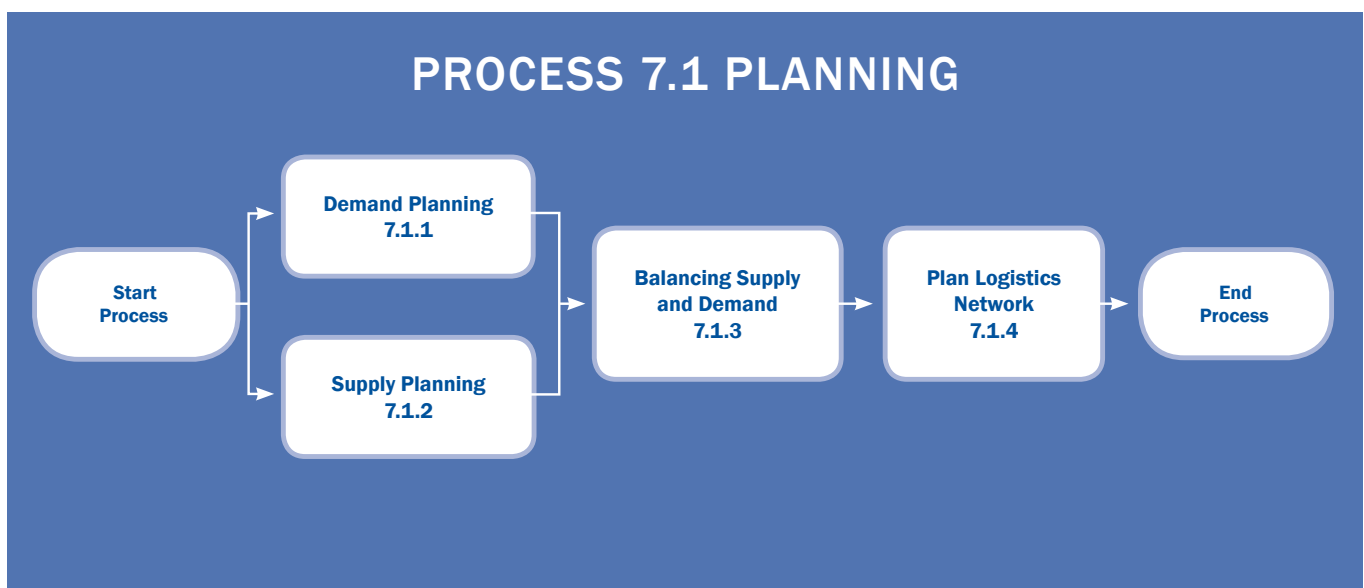 PROCESS 7.1 PLANNING
Start
Process
Demand Planning
7.1.1
Supply Planning
7.1.2
Balancing Supply
and Demand
7.1.3
Plan Logistics
Network
7.1.4
End
Process